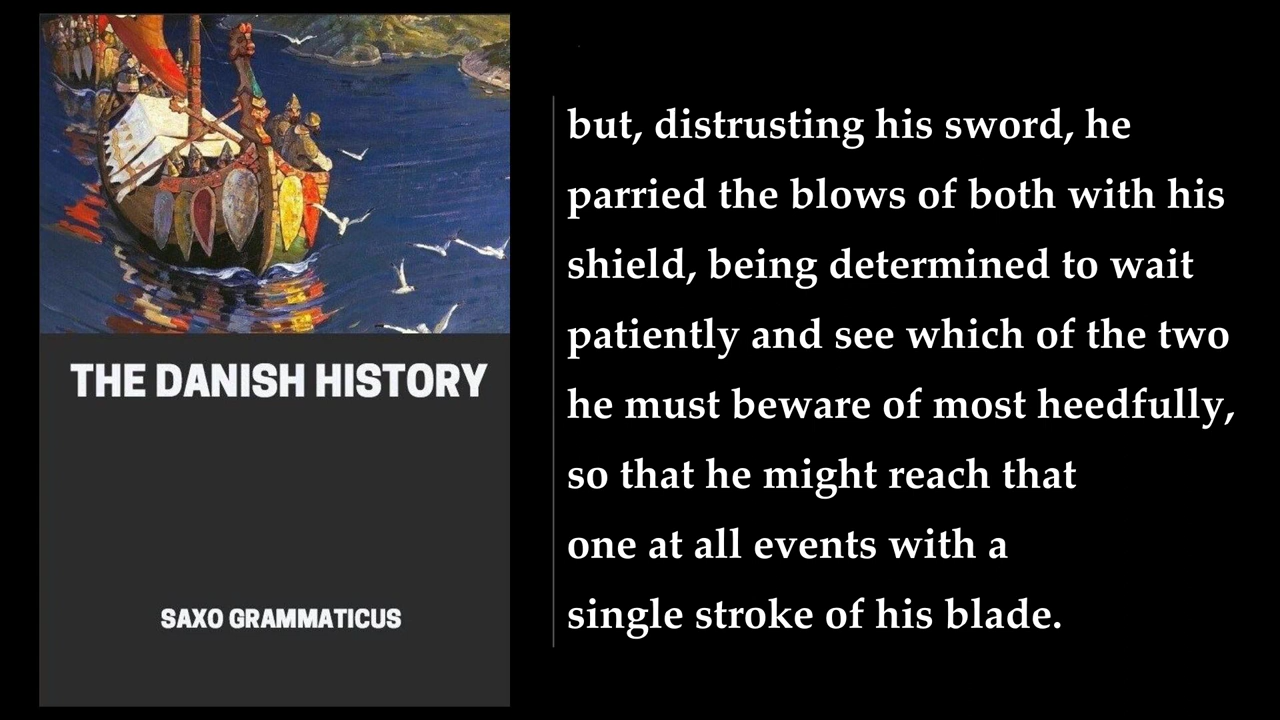 THE DANISH HISTORY
SAXO GRAMMATICUS
but, distrusting his sword, he
parried the blows of both with his
shield, being determined to wait
patiently and see which of the two
he must beware of most heedfully,
so that he might reach that
one at all events with a
single stroke of his blade.